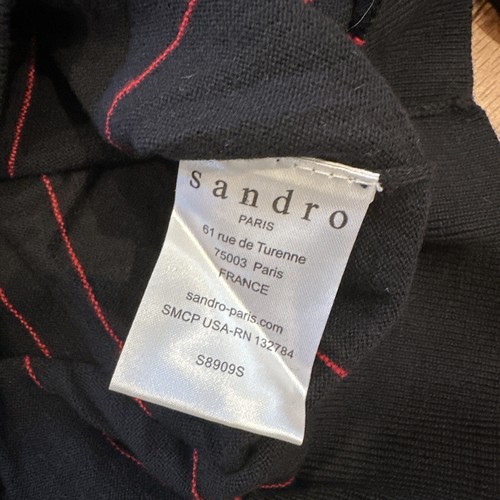 sandro
PARIS
61 rue de Turenne
75003 Paris
FRANCE
sandro-paris.com
SMCP USA-RN 132784
S8909S